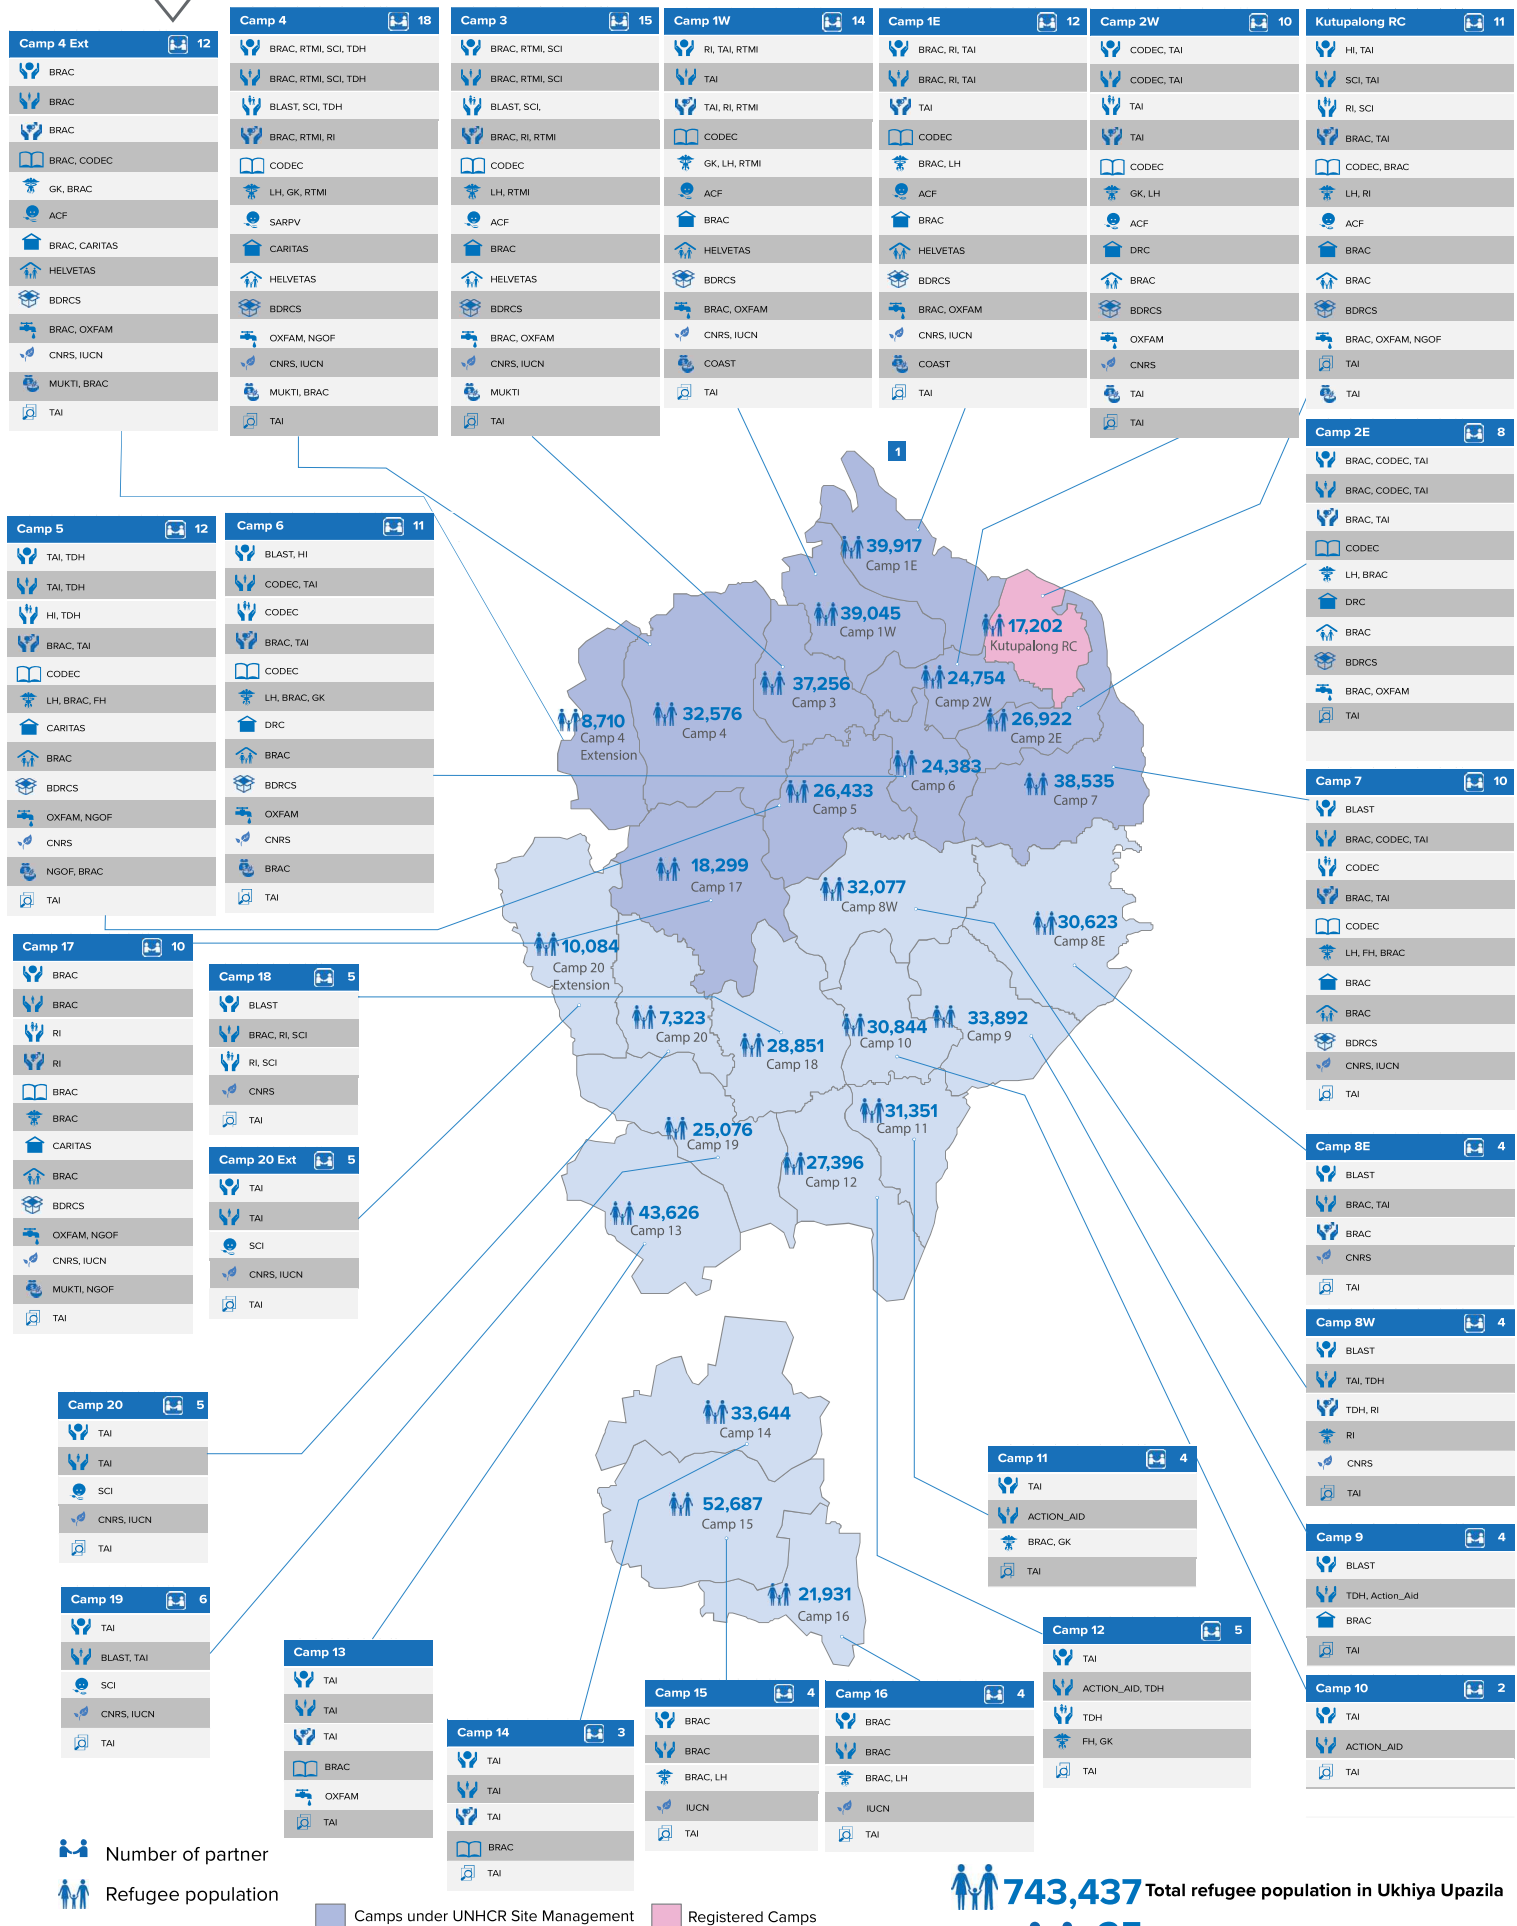 Camp 4 Ext 12
BRAC
BRAC
BRAC
BRAC, CODEC
GK, BRAC
ACF
BRAC, CARITAS
HELVETAS
BDRCS
BRAC, OXFAM
CNRS, IUCN
MUKTI, BRAC
TAI
Camp 4 18
BRAC, RTMI, SCI, TDH
BRAC, RTMI, SCI, TDH
BLAST, SCI, TDH
BRAC, RTMI, RI
CODEC
LH, GK, RTMI
SARPV
CARITAS
HELVETAS
BDRCS
OXFAM, NGOF
CNRS, IUCN
MUKTI, BRAC
TAI
Camp 3 15
BRAC, RTMI, SCI
BRAC, RTMI, SCI
BLAST, SCI,
BRAC, RI, RTMI
CODEC
LH, RTMI
ACF
BRAC
HELVETAS
BDRCS
BRAC, OXFAM
CNRS, IUCN
MUKTI
TAI
Camp 1W 14
RI, TAI, RTMI
TAI
TAI, RI, RTMI
CODEC
GK, LH, RTMI
ACF
BRAC
HELVETAS
BDRCS
BRAC, OXFAM
CNRS, IUCN
COAST
TAI
Camp 1E 12
BRAC, RI, TAI
BRAC, RI, TAI
TAI
CODEC
BRAC, LH
ACF
BRAC
HELVETAS
BDRCS
BRAC, OXFAM
CNRS, IUCN
COAST
TAI
Camp 2W 10
CODEC, TAI
CODEC, TAI
TAI
TAI
CODEC
GK, LH
ACF
DRC
BRAC
BDRCS
OXFAM
CNRS
TAI
TAI
Kutupalong RC 11
HI, TAI
SCI, TAI
RI, SCI
BRAC, TAI
CODEC, BRAC
LH, RI
ACF
BRAC
BRAC
BDRCS
BRAC, OXFAM, NGOF
TAI
TAI
Camp 2E 8
BRAC, CODEC, TAI
BRAC, CODEC, TAI
BRAC, TAI
CODEC
LH, BRAC
DRC
BRAC
BDRCS
BRAC, OXFAM
TAI
1
Camp 5 12
TAI, TDH
TAI, TDH
HI, TDH
BRAC, TAI
CODEC
LH, BRAC, FH
CARITAS
BRAC
BDRCS
OXFAM, NGOF
CNRS
NGOF, BRAC
TAI
Camp 6 11
BLAST, HI
CODEC, TAI
CODEC
BRAC, TAI
CODEC
LH, BRAC, GK
DRC
BRAC
BDRCS
OXFAM
CNRS
BRAC
TAI
39,917
Camp 1E
39,045
Camp 1W
17,202
Kutupalong RC
37,256
Camp 3
24,754
Camp 2W
8,710
Camp 4
Extension
32,576
Camp 4
26,922
Camp 2E
24,383
Camp 6
38,535
Camp 7
26,433
Camp 5
18,299
Camp 17
32,077
Camp 8W
30,623
Camp 8E
10,084
Camp 20
Extension
7,323
Camp 20
28,851
Camp 18
30,844
Camp 10
33,892
Camp 9
31,351
Camp 11
25,076
Camp 19
27,396
Camp 12
43,626
Camp 13
33,644
Camp 14
52,687
Camp 15
21,931
Camp 16
Camp 7 10
BLAST
BRAC, CODEC, TAI
CODEC
BRAC, TAI
CODEC
LH, FH, BRAC
BRAC
BRAC
BDRCS
CNRS, IUCN
TAI
Camp 17 10
BRAC
BRAC
RI
RI
BRAC
BRAC
CARITAS
BRAC
BDRCS
OXFAM, NGOF
CNRS, IUCN
MUKTI, NGOF
TAI
Camp 18 5
BLAST
BRAC, RI, SCI
RI, SCI
CNRS
TAI
Camp 20 Ext 5
TAI
TAI
SCI
CNRS, IUCN
TAI
Camp 8E 4
BLAST
BRAC, TAI
BRAC
CNRS
TAI
Camp 8W 4
BLAST
TAI, TDH
TDH, RI
RI
CNRS
TAI
Camp 20 5
TAI
TAI
SCI
CNRS, IUCN
TAI
Camp 11 4
TAI
ACTION_AID
BRAC, GK
TAI
Camp 9 4
BLAST
TDH, Action_Aid
BRAC
TAI
Camp 19 6
TAI
BLAST, TAI
SCI
CNRS, IUCN
TAI
Camp 13
TAI
TAI
TAI
BRAC
OXFAM
TAI
Camp 14 3
TAI
TAI
TAI
BRAC
TAI
Camp 15 4
BRAC
BRAC
BRAC, LH
IUCN
TAI
Camp 16 4
BRAC
BRAC
BRAC, LH
IUCN
TAI
Camp 12 5
TAI
ACTION_AID, TDH
TDH
FH, GK
TAI
Camp 10 2
TAI
ACTION_AID
TAI
Number of partner
Refugee population
Camps under UNHCR Site Management
Registered Camps
743,437 Total refugee population in Ukhiya Upazila